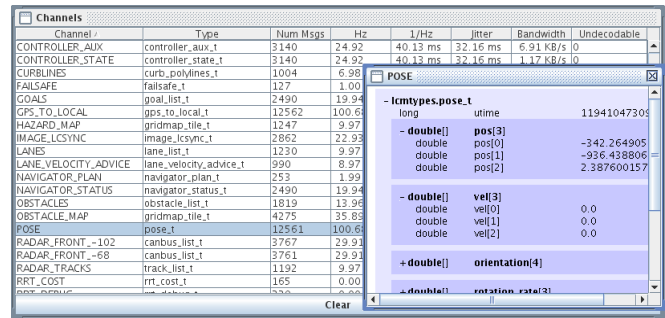 Channels
Channel / Type Num Msgs Hz 1/Hz Jitter Bandwidth Undecodable
CONTROLLER_AUX controller_aux_t 3140 24.92 40.13 ms 32.16 ms 6.91 KB/s 0
CONTROLLER_STATE controller_state_t 3140 24.92 40.13 ms 32.16 ms 1.17 KB/s 0
CURBLINES curb_polylines_t 1004 6.98
FAILSAFE failsafe_t 127 1.00
GOALS goal_list_t 2490 19.94
GPS_TO_LOCAL gps_to_local_t 12562 100.68
HAZARD_MAP gridmap_tile_t 1247 9.97
IMAGE_LCSYNC image_lcsync_t 2862 22.93
LANES lane_list_t 1230 9.97
LANE_VELOCITY_ADVICE lane_velocity_advice_t 990 8.97
NAVIGATOR_PLAN navigator_plan_t 253 1.99
NAVIGATOR_STATUS navigator_status_t 2490 19.94
OBSTACLES obstacle_list_t 1819 13.96
OBSTACLE_MAP gridmap_tile_t 4275 35.89
POSE pose_t 12561 100.68
RADAR_FRONT_-102 canbus_list_t 3767 29.91
RADAR_FRONT_-68 canbus_list_t 3761 29.91
RADAR_TRACKS track_list_t 1192 9.97
RRT_COST rrt_cost_t 165 0.00
Clear
POSE
- lcmtypes.pose_t
long utime 11941047309
- double[] pos[3]
double pos[0] -342.264905
double pos[1] -936.438806
double pos[2] 2.387600157
- double[] vel[3]
double vel[0] 0.0
double vel[1] 0.0
double vel[2] 0.0
+ double[] orientation[4]
+ double[] rotation_rate[3]